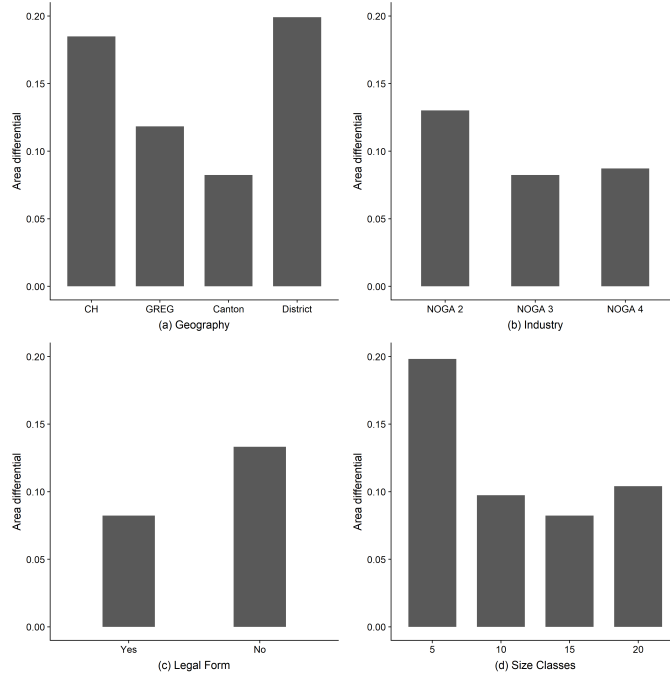 0.20
0.15
0.10
0.05
0.00
Area differential
CH GREG Canton District
(a) Geography
0.20
0.15
0.10
0.05
0.00
Area differential
NOGA 2 NOGA 3 NOGA 4
(b) Industry
0.20
0.15
0.10
0.05
0.00
Area differential
Yes No
(c) Legal Form
0.20
0.15
0.10
0.05
0.00
Area differential
5 10 15 20
(d) Size Classes